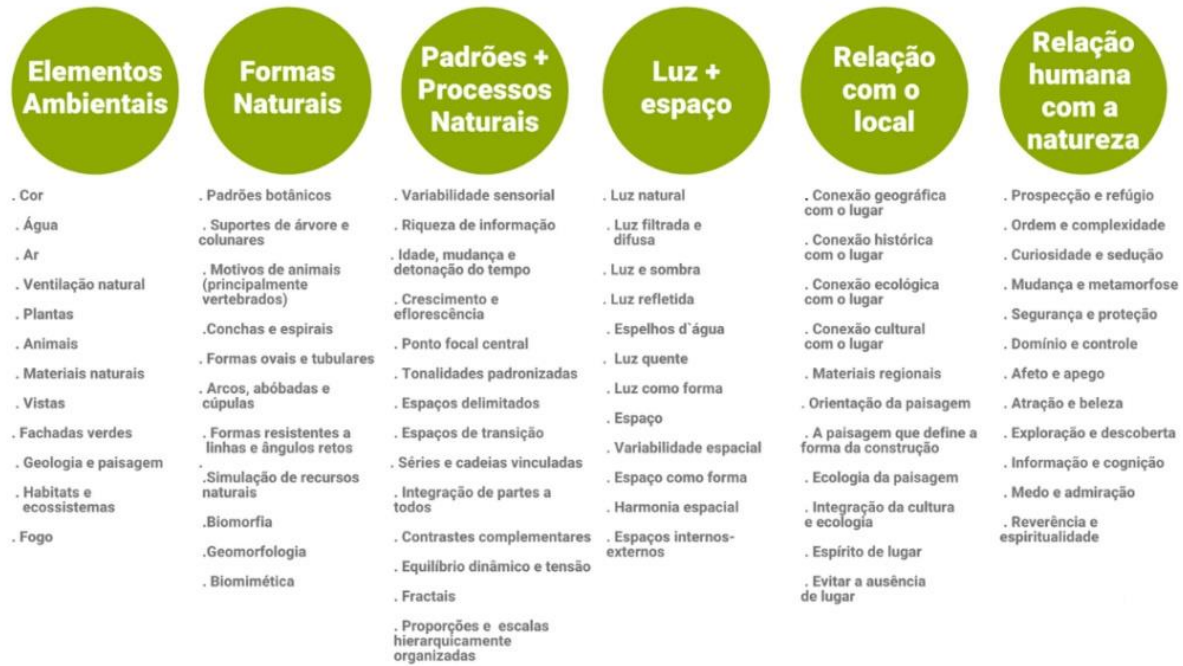 Elementos
Ambientais
. Cor
. Água
. Ar
. Ventilação natural
. Plantas
. Animais
. Materiais naturais
. Vistas
. Fachadas verdes
. Geologia e paisagem
. Habitats e
ecossistemas
. Fogo
Formas
Naturais
. Padrões botânicos
. Suportes de árvore e
colunares
. Motivos de animais
(principalmente
vertebrados)
.Conchas e espirais
. Formas ovais e tubulares
. Arcos, abóbadas e
cúpulas
. Formas resistentes a
linhas e ângulos retos
.
.Simulação de recursos
naturais
.Biomorfia
.Geomorfologia
. Biomimética
Padrões +
Processos
Naturais
. Variabilidade sensorial
. Riqueza de informação
. Idade, mudança e
detonação do tempo
. Crescimento e
eflorescência
. Ponto focal central
. Tonalidades padronizadas
. Espaços delimitados
. Espaços de transição
. Séries e cadeias vinculadas
. Integração de partes a
todos
. Contrastes complementares
. Equilíbrio dinâmico e tensão
. Fractais
. Proporções e escalas
hierarquicamente
organizadas
Luz +
espaço
. Luz natural
. Luz filtrada e
difusa
. Luz e sombra
. Luz refletida
. Espelhos d`água
. Luz quente
. Luz como forma
. Espaço
. Variabilidade espacial
. Espaço como forma
. Harmonia espacial
. Espaços internos-
externos
Relação
com o
local
. Conexão geográfica
com o lugar
. Conexão histórica
com o lugar
. Conexão ecológica
com o lugar
. Conexão cultural
com o lugar
. Materiais regionais
. Orientação da paisagem
. A paisagem que define a
forma da construção
. Ecologia da paisagem
. Integração da cultura
e ecologia
. Espírito de lugar
. Evitar a ausência
de lugar
Relação
humana
com a
natureza
. Prospecção e refúgio
. Ordem e complexidade
. Curiosidade e sedução
. Mudança e metamorfose
. Segurança e proteção
. Domínio e controle
. Afeto e apego
. Atração e beleza
. Exploração e descoberta
. Informação e cognição
. Medo e admiração
. Reverência e
espiritualidade